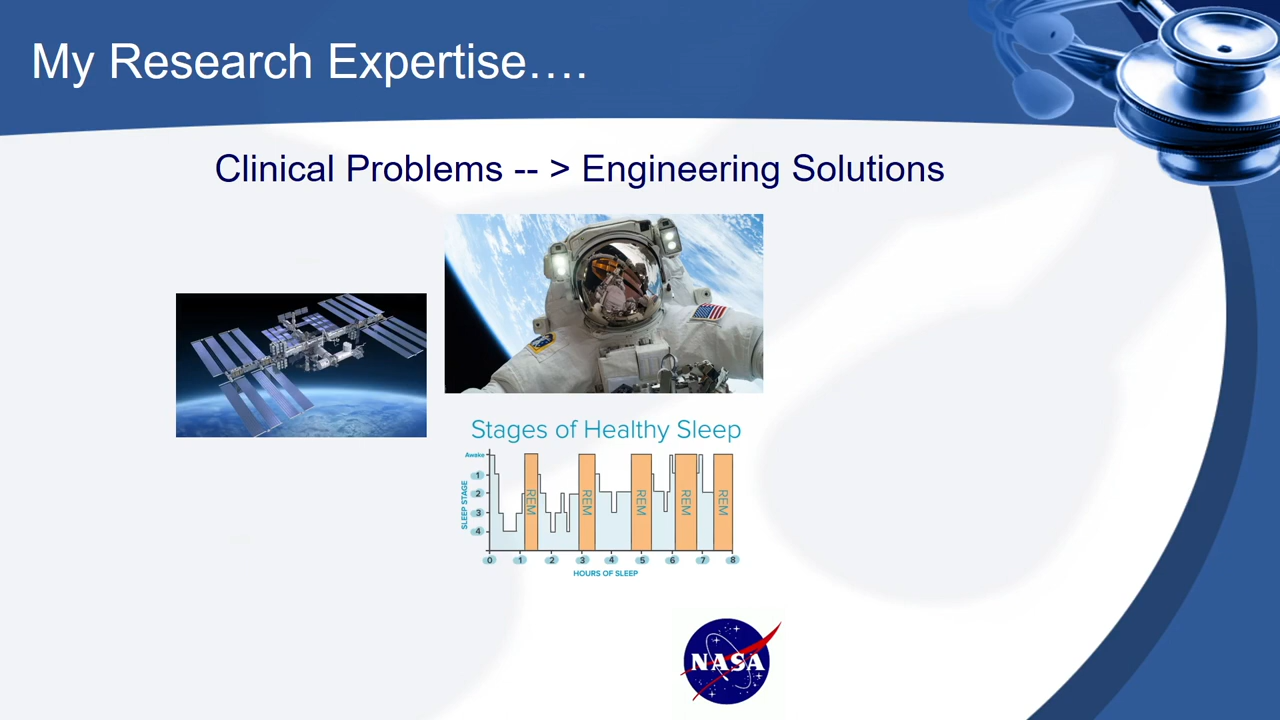 My Research Expertise….
Clinical Problems -- > Engineering Solutions
Stages of Healthy Sleep
Awake
1
2
3
4
SLEEP STAGE
REM
REM
REM
REM
REM
0 1 2 3 4 5 6 7 8
HOURS OF SLEEP
NASA